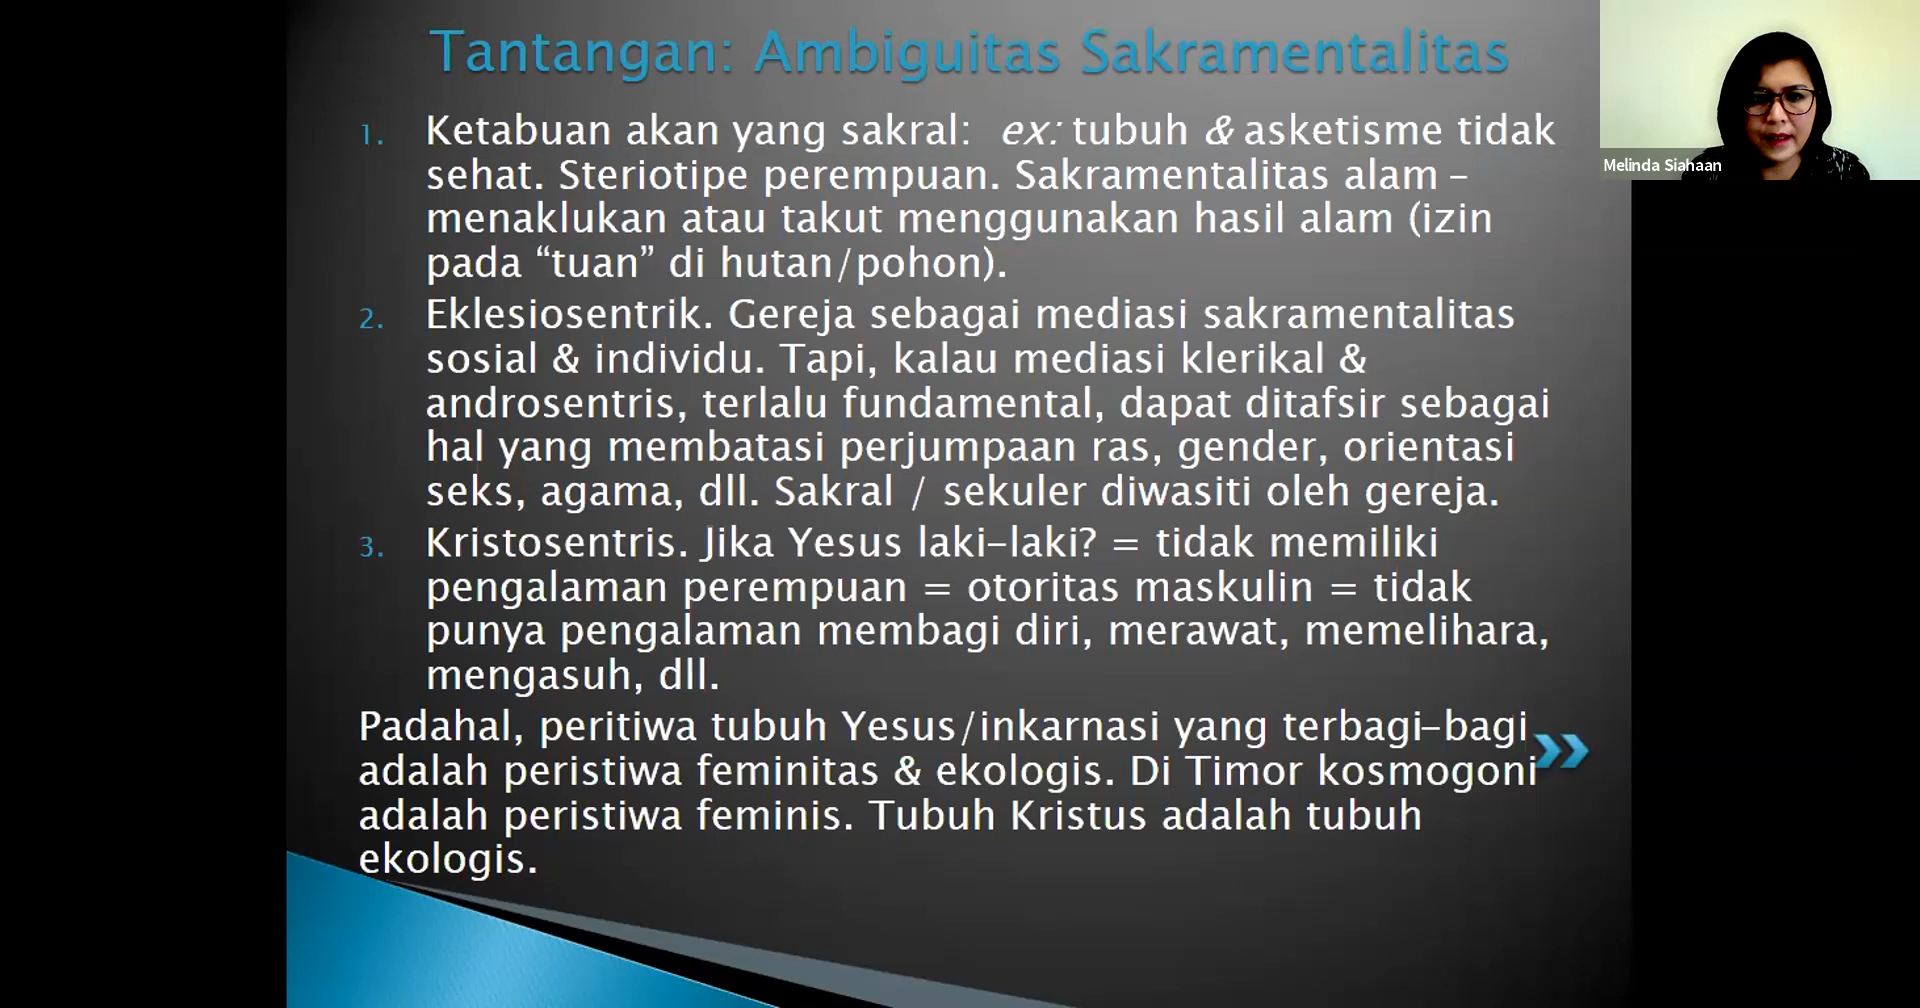 Tantangan: Ambiguitas Sakramentalitas
1. Ketabuan akan yang sakral: ex: tubuh & asketisme tidak
sehat. Steriotipe perempuan. Sakramentalitas alam –
menaklukan atau takut menggunakan hasil alam (izin
pada “tuan” di hutan/pohon).
2. Eklesiosentrik. Gereja sebagai mediasi sakramentalitas
sosial & individu. Tapi, kalau mediasi klerikal &
androsentris, terlalu fundamental, dapat ditafsir sebagai
hal yang membatasi perjumpaan ras, gender, orientasi
seks, agama, dll. Sakral / sekuler diwasiti oleh gereja.
3. Kristosentris. Jika Yesus laki-laki? = tidak memiliki
pengalaman perempuan = otoritas maskulin = tidak
punya pengalaman membagi diri, merawat, memelihara,
mengasuh, dll.
Padahal, peritiwa tubuh Yesus/inkarnasi yang terbagi-bagi
adalah peristiwa feminitas & ekologis. Di Timor kosmogoni
adalah peristiwa feminis. Tubuh Kristus adalah tubuh
ekologis.
Melinda Siahaan